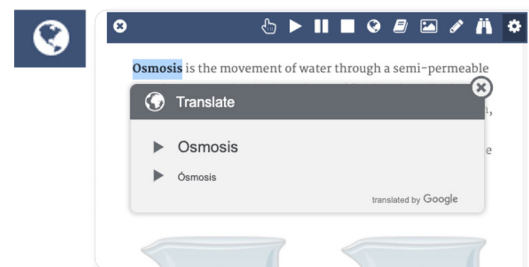 Osmosis is the movement of water through a semi-permeable
Translate
Osmosis
Ósmosis
translated by Google